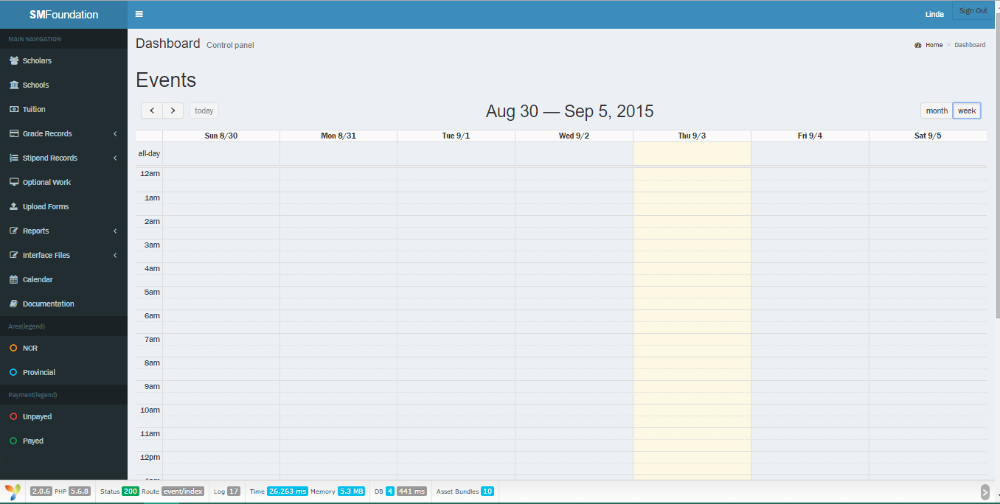 SMFoundation
Linda
Sign Out
MAIN NAVIGATION
Scholars
Schools
Tuition
Grade Records
Stipend Records
Optional Work
Upload Forms
Reports
Interface Files
Calendar
Documentation
Area(legend)
NCR
Provincial
Payment(legend)
Unpayed
Payed
Dashboard Control panel
Home > Dashboard
Events
today
Aug 30 — Sep 5, 2015
month week
Sun 8/30 Mon 8/31 Tue 9/1 Wed 9/2 Thu 9/3 Fri 9/4 Sat 9/5
all-day
12am
1am
2am
3am
4am
5am
6am
7am
8am
9am
10am
11am
12pm
2.0.6 PHP 5.6.8 Status 200 Route event/index Log 17 Time 26,263 ms Memory 5.3 MB DB 4 441 ms Asset Bundles 10